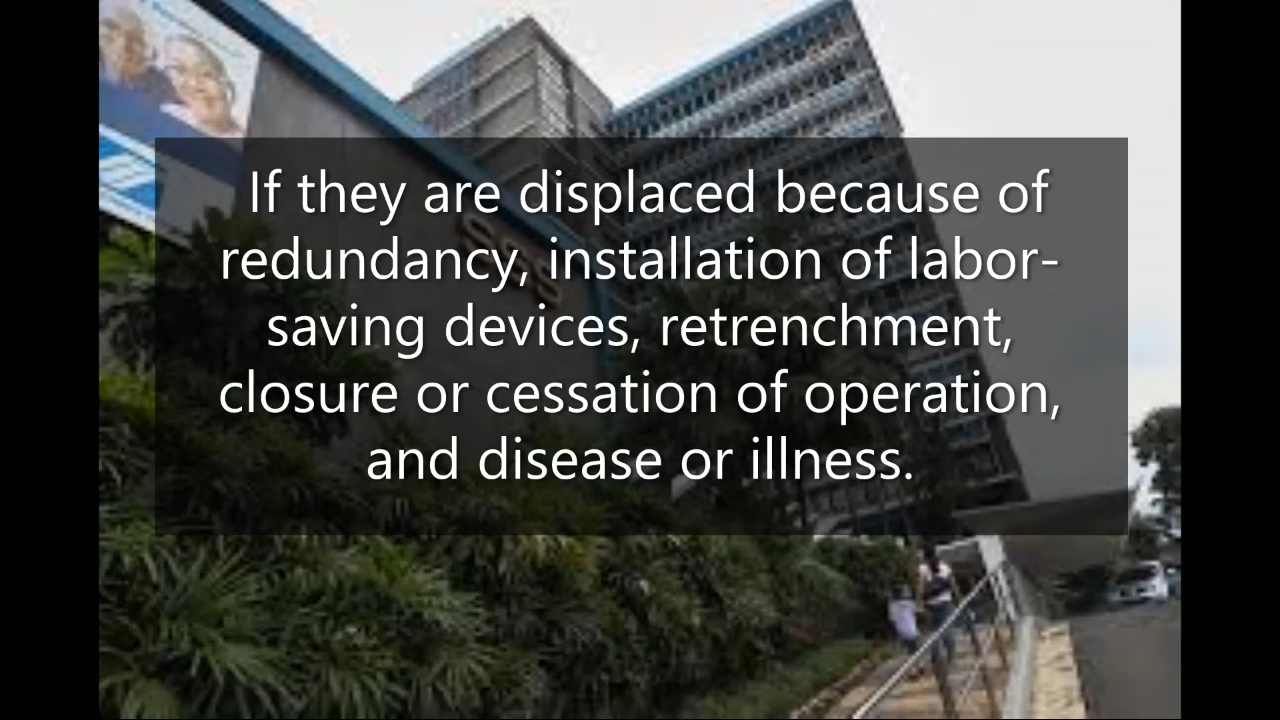 If they are displaced because of
redundancy, installation of labor-
saving devices, retrenchment,
closure or cessation of operation,
and disease or illness.